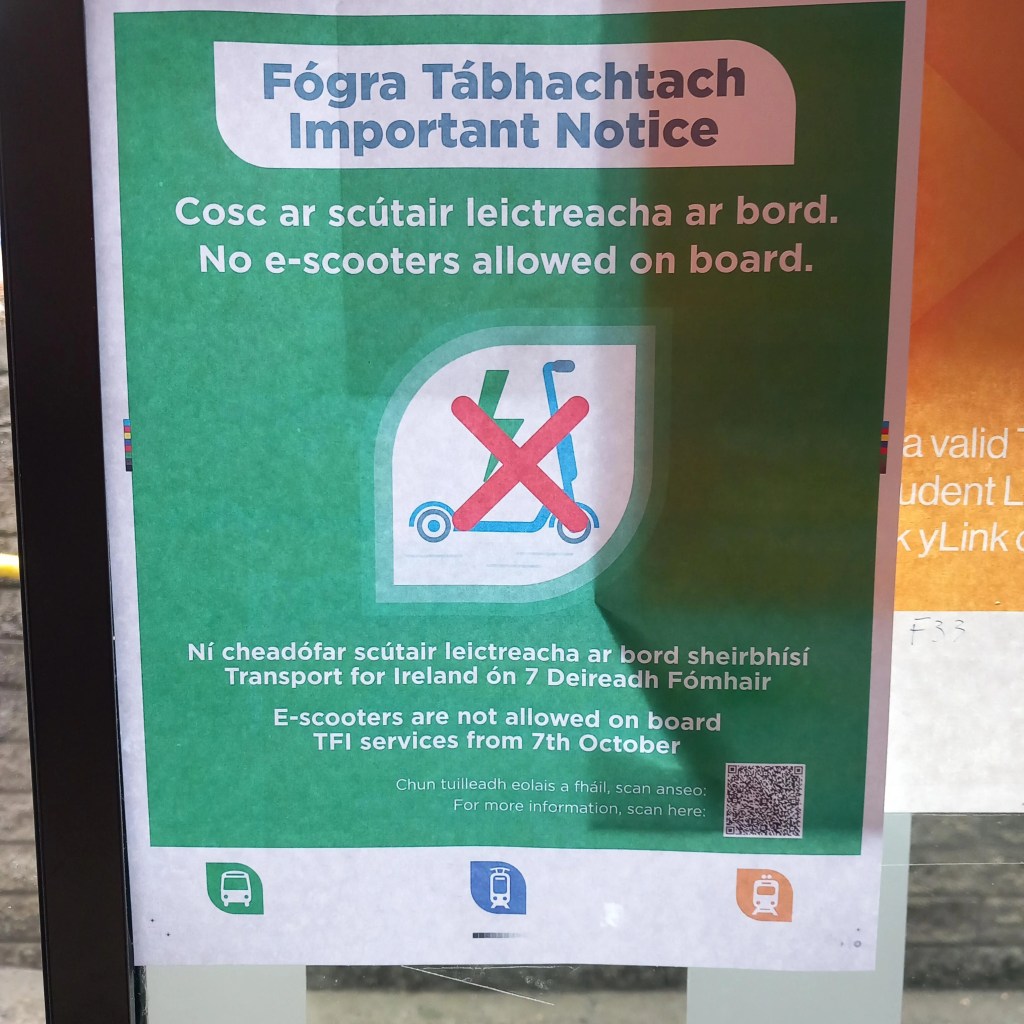 Fógra Tábhachtach
Important Notice
Cosc ar scútair leictreacha ar bord.
No e-scooters allowed on board.
Ní cheadófar scútair leictreacha ar bord sheirbhísí
Transport for Ireland ón 7 Deireadh Fómhair
E-scooters are not allowed on board
TFI services from 7th October
Chun tuilleadh eolais a fháil, scan anseo:
For more information, scan here:
a valid
udent L
k yLink
F33